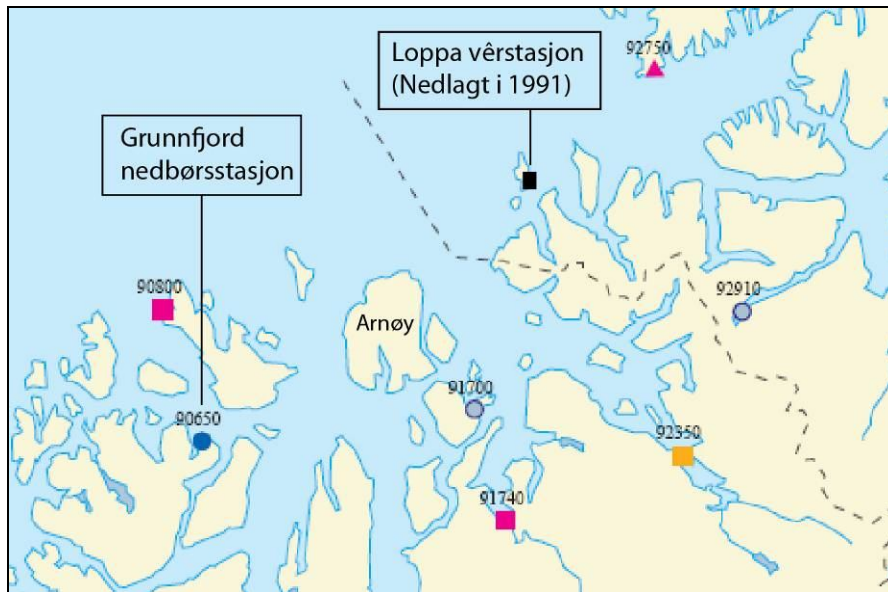 Loppa vêrstasjon
(Nedlagt i 1991)
92750
Grunnfjord
nedbørsstasjon
90800
92910
Arnøy
91700
90650
92350
91740